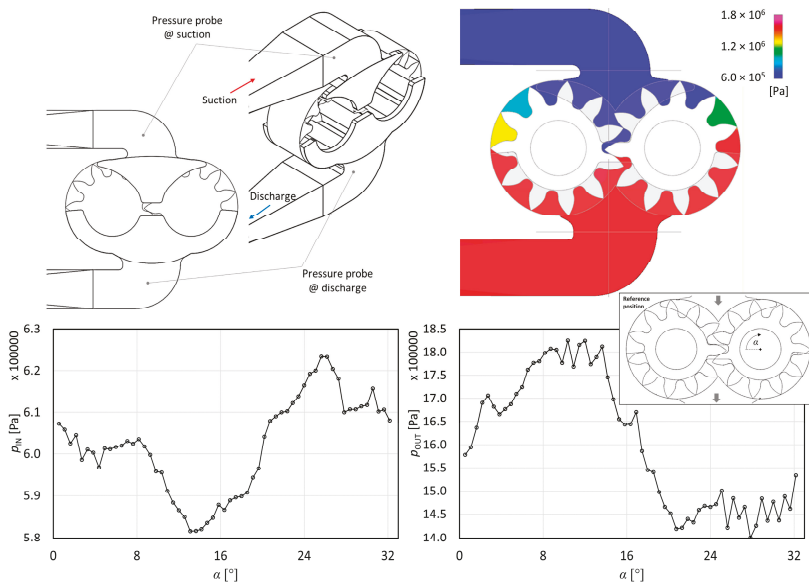 Pressure probe
@ suction
Suction
Discharge
Pressure probe
@ discharge
1.8 × 10⁶
1.2 × 10⁶
6.0 × 10⁵
[Pa]
Reference
position
α
x 100000
p_IN [Pa]
6.3
6.2
6.1
6.0
5.9
5.8
0
8
16
24
32
α [°]
x 100000
p_OUT [Pa]
18.5
18.0
17.5
17.0
16.5
16.0
15.5
15.0
14.5
14.0
0
8
16
24
32
α [°]